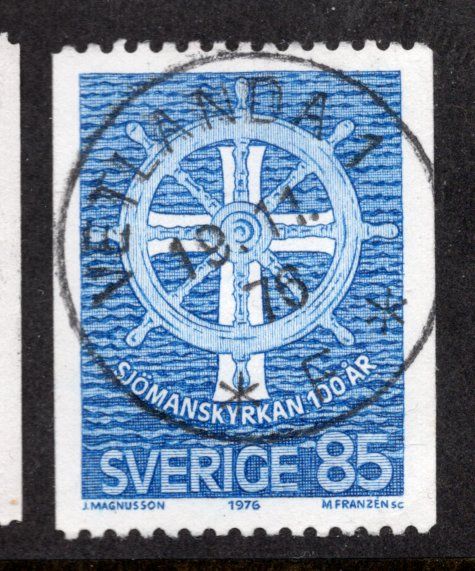 VETLANDA 1
19.11.
76
F
SJÖMANSKYRKAN 100 ÅR
SVERIGE 85
J. MAGNUSSON 1976 M FRANZÉN SC